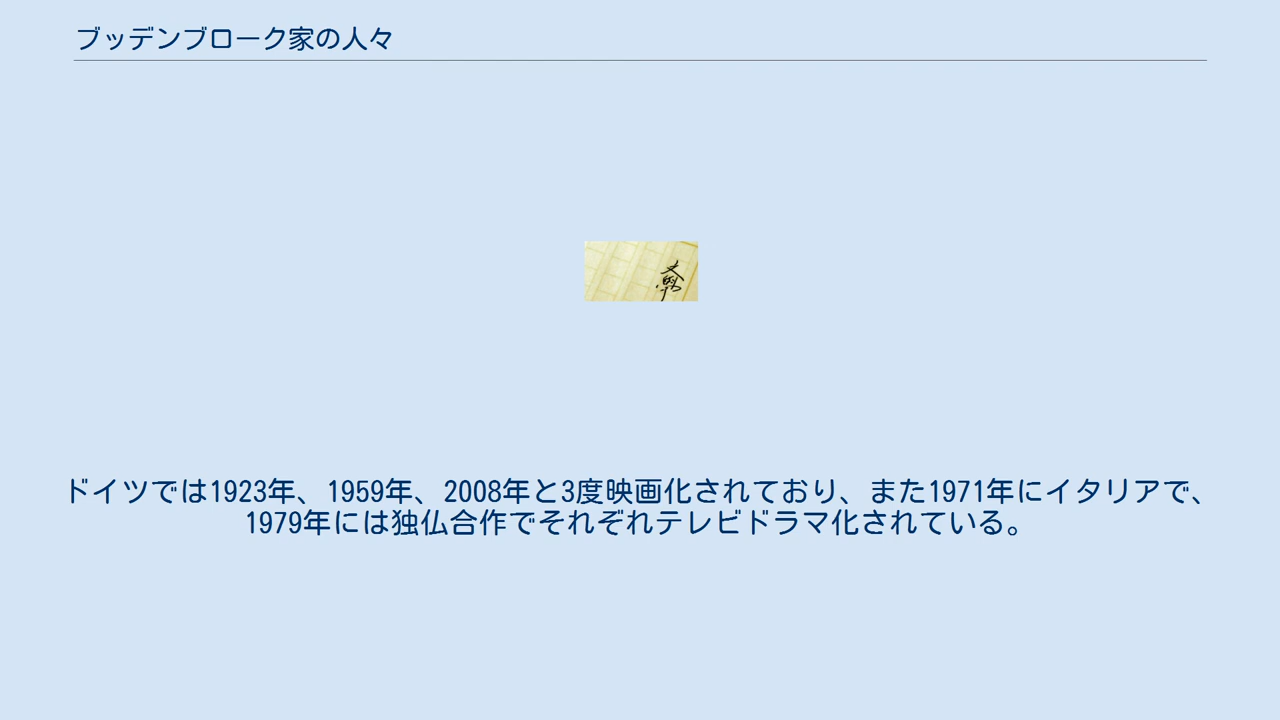 ブッデンブローク家の人々
ドイツでは1923年、1959年、2008年と3度映画化されており、また1971年にイタリアで、
1979年には独仏合作でそれぞれテレビドラマ化されている。